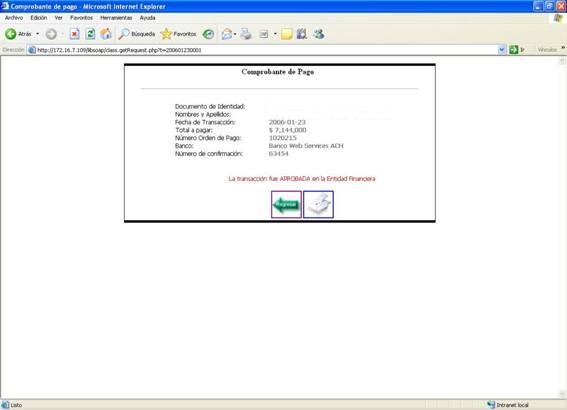 Comprobante de pago - Microsoft Internet Explorer
Archivo Edición Ver Favoritos Herramientas Ayuda
Atrás Búsqueda Favoritos
Dirección http://172.16.7.109/libsoap/class.getRequest.php?t=200601230001 Ir Vínculos »
Comprobante de Pago
Documento de Identidad:
Nombres y Apellidos:
Fecha de Transacción: 2006-01-23
Total a pagar: $ 7,144,000
Número Orden de Pago: 1020215
Banco: Banco Web Services ACH
Número de confirmación: 63454
La transacción fue APROBADA en la Entidad Financiera
Regresar
Listo Intranet local